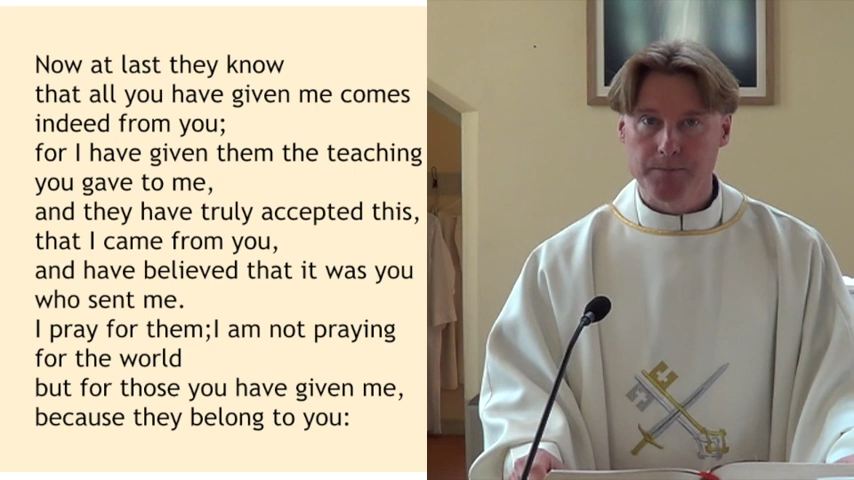 Now at last they know
that all you have given me comes
indeed from you;
for I have given them the teaching
you gave to me,
and they have truly accepted this,
that I came from you,
and have believed that it was you
who sent me.
I pray for them;I am not praying
for the world
but for those you have given me,
because they belong to you: